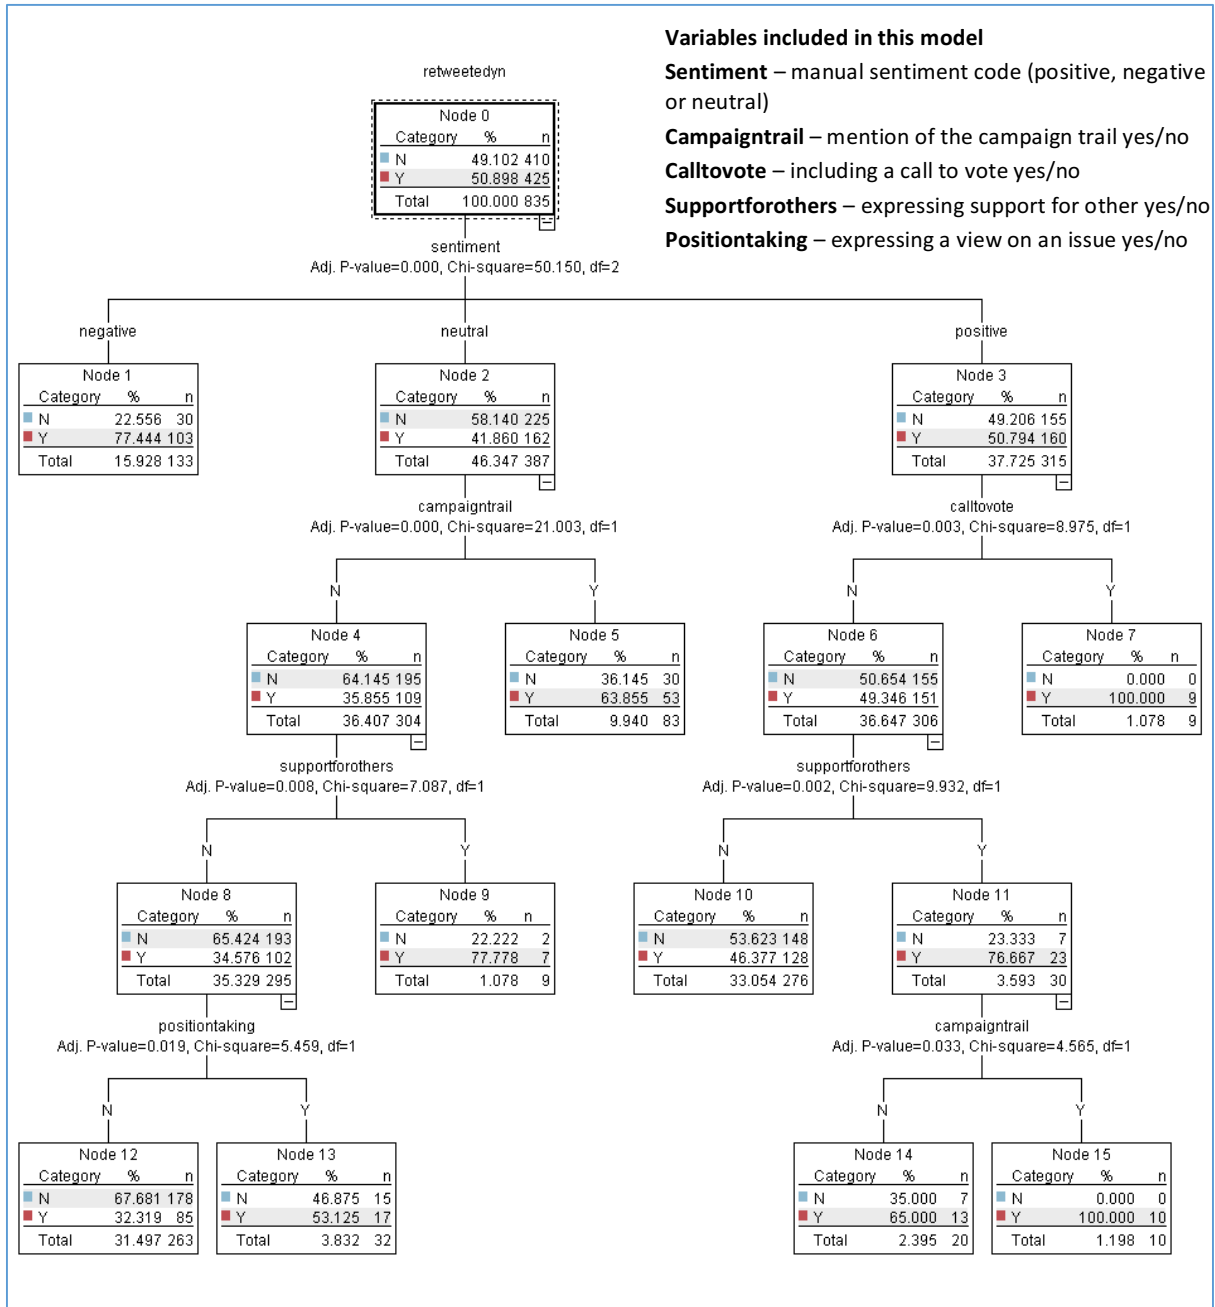 Variables included in this model
Sentiment – manual sentiment code (positive, negative
or neutral)
Campaigntrail – mention of the campaign trail yes/no
Calltovote – including a call to vote yes/no
Supportforothers – expressing support for other yes/no
Positiontaking – expressing a view on an issue yes/no
retweetedyn
Node 0
Category % n
N 49.102 410
Y 50.898 425
Total 100.000 835
sentiment
Adj. P-value=0.000, Chi-square=50.150, df=2
negative
neutral
positive
Node 1
Category % n
N 22.556 30
Y 77.444 103
Total 15.928 133
Node 2
Category % n
N 58.140 225
Y 41.860 162
Total 46.347 387
Node 3
Category % n
N 49.206 155
Y 50.794 160
Total 37.725 315
campaigntrail
Adj. P-value=0.000, Chi-square=21.003, df=1
calltovote
Adj. P-value=0.003, Chi-square=8.975, df=1
N
Y
N
Y
Node 4
Category % n
N 64.145 195
Y 35.855 109
Total 36.407 304
Node 5
Category % n
N 36.145 30
Y 63.855 53
Total 9.940 83
Node 6
Category % n
N 50.654 155
Y 49.346 151
Total 36.647 306
Node 7
Category % n
N 0.000 0
Y 100.000 9
Total 1.078 9
supportforothers
Adj. P-value=0.008, Chi-square=7.087, df=1
supportforothers
Adj. P-value=0.002, Chi-square=9.932, df=1
N
Y
N
Y
Node 8
Category % n
N 65.424 193
Y 34.576 102
Total 35.329 295
Node 9
Category % n
N 22.222 2
Y 77.778 7
Total 1.078 9
Node 10
Category % n
N 53.623 148
Y 46.377 128
Total 33.054 276
Node 11
Category % n
N 23.333 7
Y 76.667 23
Total 3.593 30
positiontaking
Adj. P-value=0.019, Chi-square=5.459, df=1
campaigntrail
Adj. P-value=0.033, Chi-square=4.565, df=1
N
Y
N
Y
Node 12
Category % n
N 67.681 178
Y 32.319 85
Total 31.497 263
Node 13
Category % n
N 46.875 15
Y 53.125 17
Total 3.832 32
Node 14
Category % n
N 35.000 7
Y 65.000 13
Total 2.395 20
Node 15
Category % n
N 0.000 0
Y 100.000 10
Total 1.198 10